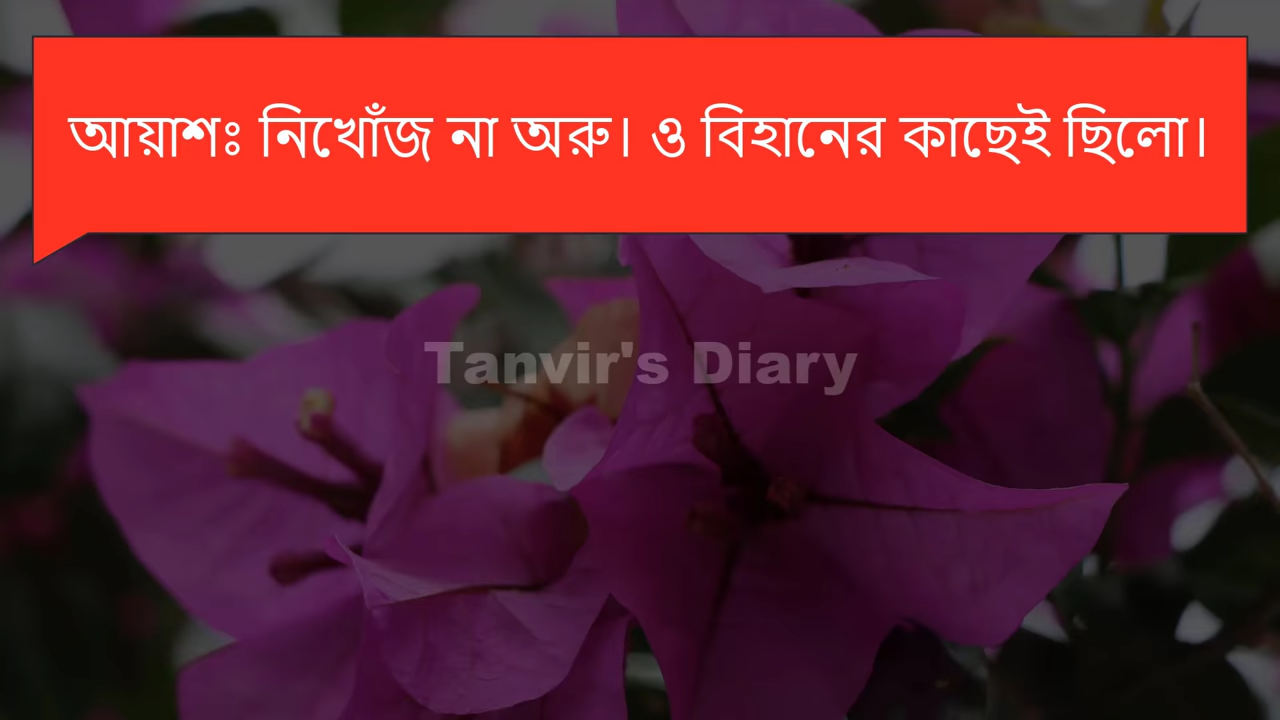 আয়াশঃ নিখোঁজ না অরু। ও বিহানের কাছেই ছিলো।
Tanvir's Diary